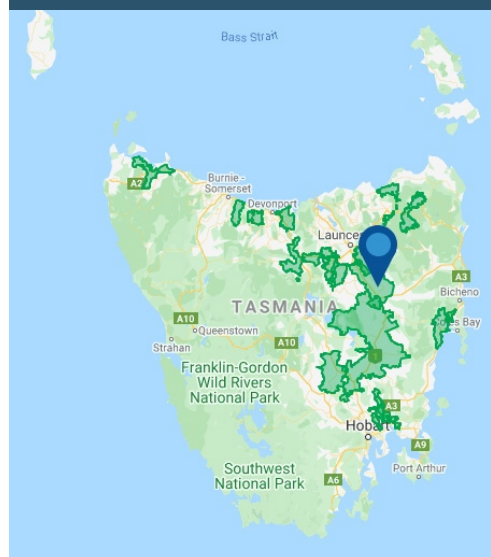 Bass Strait
A2
Burnie -
Somerset
Devonport
A3
Bicheno
TASMANIA
A10
Queenstown
Strahan
A10
1
Franklin-Gordon
Wild Rivers
National Park
A3
Hobart
A9
Southwest
National Park
A6
Port Arthur